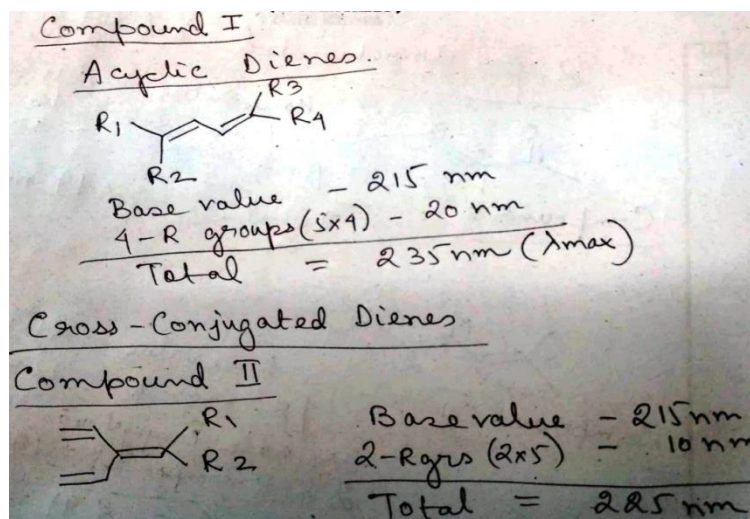 Compound I
Acyclic Dienes
R3
R1
R4
R2
Base value - 215 nm
4-R groups (5x4) - 20 nm
Total = 235 nm (λmax)
Cross-Conjugated Dienes
Compound II
R1
R2
Base value - 215 nm
2-Rgrs (2x5) - 10 nm
Total = 225 nm